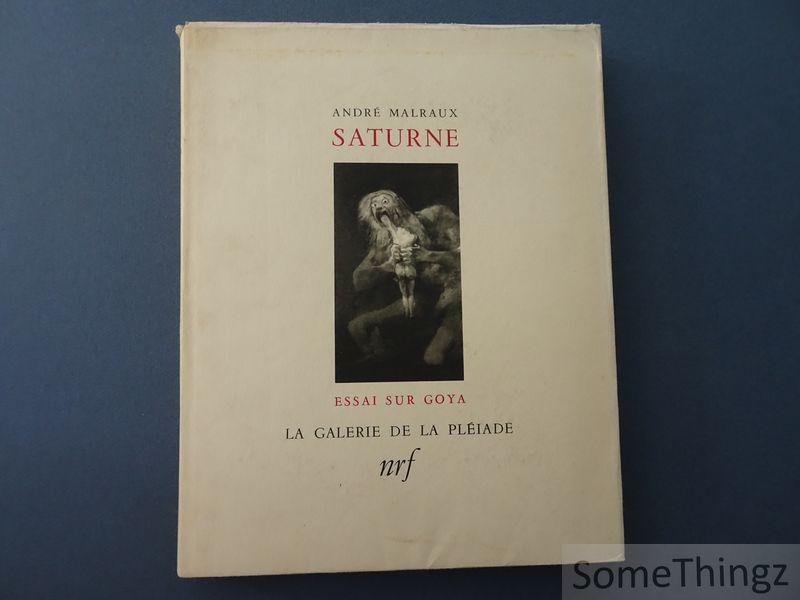 ANDRÉ MALRAUX
SATURNE
ESSAI SUR GOYA
LA GALERIE DE LA PLÉIADE
nrf
SomeThingz